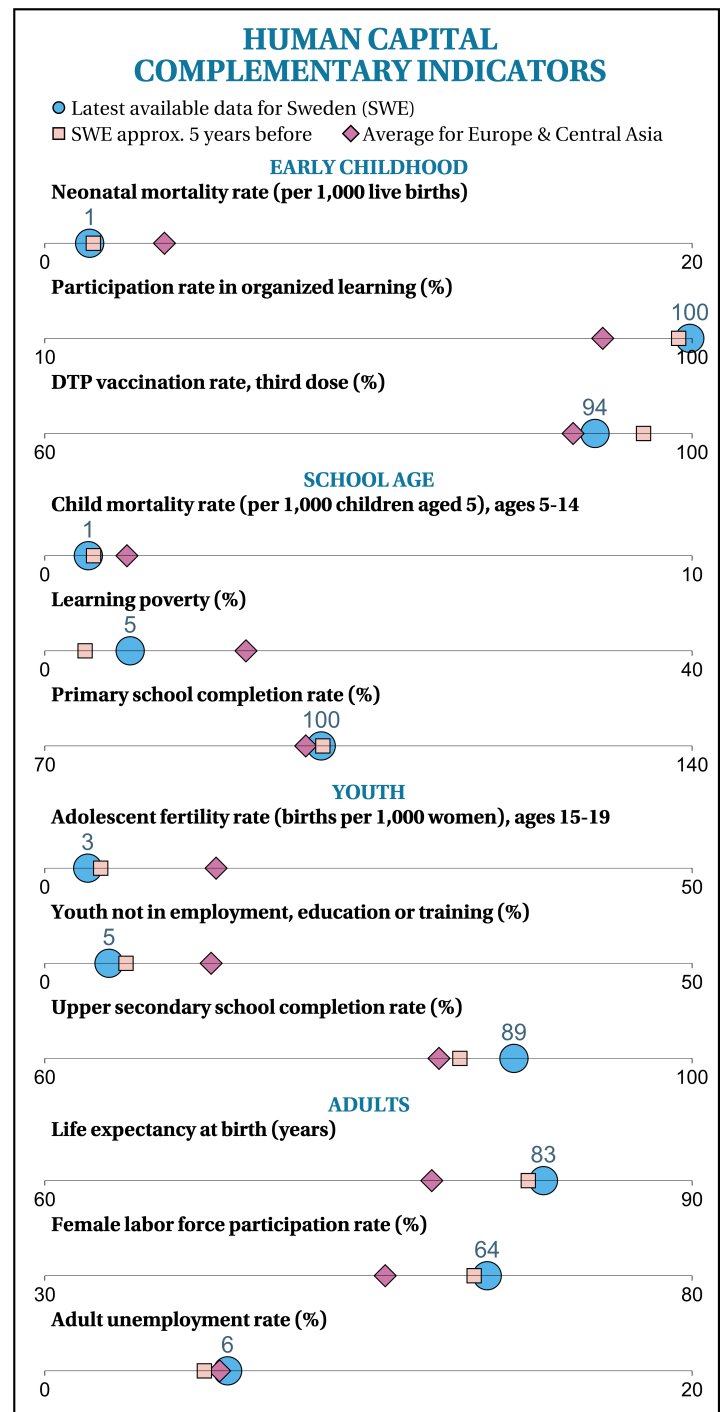 HUMAN CAPITAL
COMPLEMENTARY INDICATORS
Latest available data for Sweden (SWE)
SWE approx. 5 years before Average for Europe & Central Asia
EARLY CHILDHOOD
Neonatal mortality rate (per 1,000 live births)
1
0 20
Participation rate in organized learning (%)
100
10 100
DTP vaccination rate, third dose (%)
94
60 100
SCHOOL AGE
Child mortality rate (per 1,000 children aged 5), ages 5-14
1
0 10
Learning poverty (%)
5
0 40
Primary school completion rate (%)
100
70 140
YOUTH
Adolescent fertility rate (births per 1,000 women), ages 15-19
3
0 50
Youth not in employment, education or training (%)
5
0 50
Upper secondary school completion rate (%)
89
60 100
ADULTS
Life expectancy at birth (years)
83
60 90
Female labor force participation rate (%)
64
30 80
Adult unemployment rate (%)
6
0 20